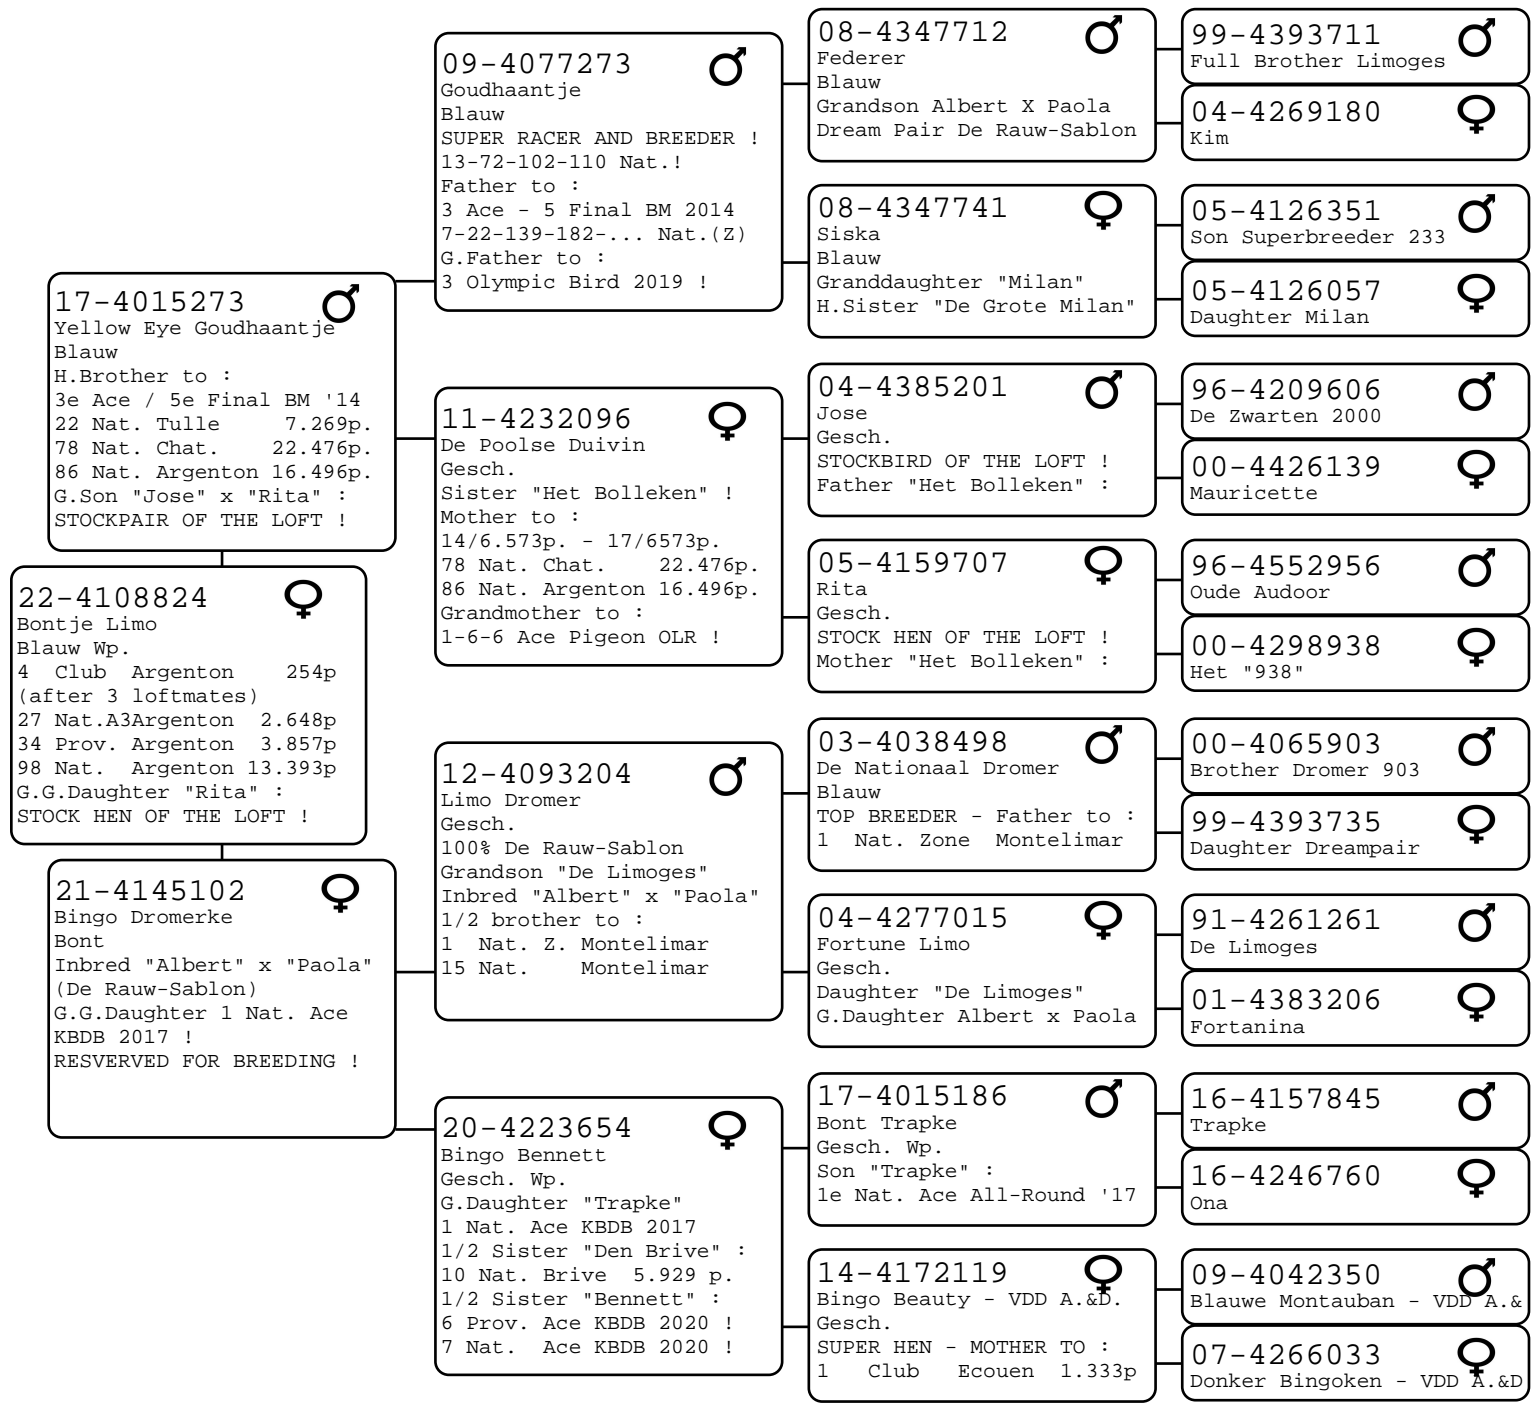 17-4015273
Yellow Eye Goudhaantje
Blauw
H.Brother to :
3e Ace / 5e Final BM '14
22 Nat. Tulle 7.269p.
78 Nat. Chat. 22.476p.
86 Nat. Argenton 16.496p.
G.Son "Jose" x "Rita" :
STOCKPAIR OF THE LOFT !
22-4108824
Bontje Limo
Blauw Wp.
4 Club Argenton 254p
(after 3 loftmates)
27 Nat.A3Argenton 2.648p
34 Prov. Argenton 3.857p
98 Nat. Argenton 13.393p
G.G.Daughter "Rita" :
STOCK HEN OF THE LOFT !
21-4145102
Bingo Dromerke
Bont
Inbred "Albert" x "Paola"
(De Rauw-Sablon)
G.G.Daughter 1 Nat. Ace
KBDB 2017 !
RESVERVED FOR BREEDING !
09-4077273
Goudhaantje
Blauw
SUPER RACER AND BREEDER !
13-72-102-110 Nat.!
Father to :
3 Ace - 5 Final BM 2014
7-22-139-182-... Nat.(Z)
G.Father to :
3 Olympic Bird 2019 !
11-4232096
De Poolse Duivin
Gesch.
Sister "Het Bolleken" !
Mother to :
14/6.573p. - 17/6573p.
78 Nat. Chat. 22.476p.
86 Nat. Argenton 16.496p.
Grandmother to :
1-6-6 Ace Pigeon OLR !
12-4093204
Limo Dromer
Gesch.
100% De Rauw-Sablon
Grandson "De Limoges"
Inbred "Albert" x "Paola"
1/2 brother to :
1 Nat. Z. Montelimar
15 Nat. Montelimar
20-4223654
Bingo Bennett
Gesch. Wp.
G.Daughter "Trapke"
1 Nat. Ace KBDB 2017
1/2 Sister "Den Brive" :
10 Nat. Brive 5.929 p.
1/2 Sister "Bennett" :
6 Prov. Ace KBDB 2020 !
7 Nat. Ace KBDB 2020 !
08-4347712
Federer
Blauw
Grandson Albert X Paola
Dream Pair De Rauw-Sablon
08-4347741
Siska
Blauw
Granddaughter "Milan"
H.Sister "De Grote Milan"
04-4385201
Jose
Gesch.
STOCKBIRD OF THE LOFT !
Father "Het Bolleken" :
05-4159707
Rita
Gesch.
STOCK HEN OF THE LOFT !
Mother "Het Bolleken" :
03-4038498
De Nationaal Dromer
Blauw
TOP BREEDER - Father to :
1 Nat. Zone Montelimar
04-4277015
Fortune Limo
Gesch.
Daughter "De Limoges"
G.Daughter Albert x Paola
17-4015186
Bont Trapke
Gesch. Wp.
Son "Trapke" :
1e Nat. Ace All-Round '17
14-4172119
Bingo Beauty - VDD A.&D.
Gesch.
SUPER HEN - MOTHER TO :
1 Club Ecouen 1.333p
99-4393711
Full Brother Limoges
04-4269180
Kim
05-4126351
Son Superbreeder 233
05-4126057
Daughter Milan
96-4209606
De Zwarten 2000
00-4426139
Mauricette
96-4552956
Oude Audoor
00-4298938
Het "938"
00-4065903
Brother Dromer 903
99-4393735
Daughter Dreampair
91-4261261
De Limoges
01-4383206
Fortanina
16-4157845
Trapke
16-4246760
Ona
09-4042350
Blauwe Montauban - VDD A.&
07-4266033
Donker Bingoken - VDD A.&D